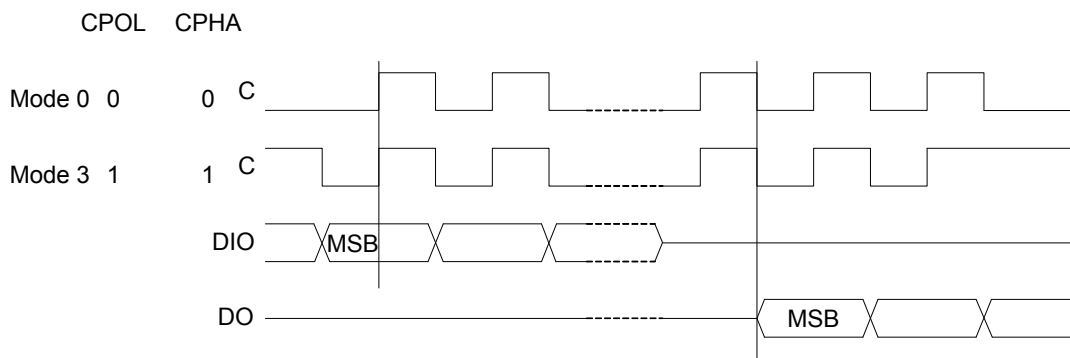 CPOL CPHA
Mode 0 0 0 C
Mode 3 1 1 C
DIO MSB
DO MSB